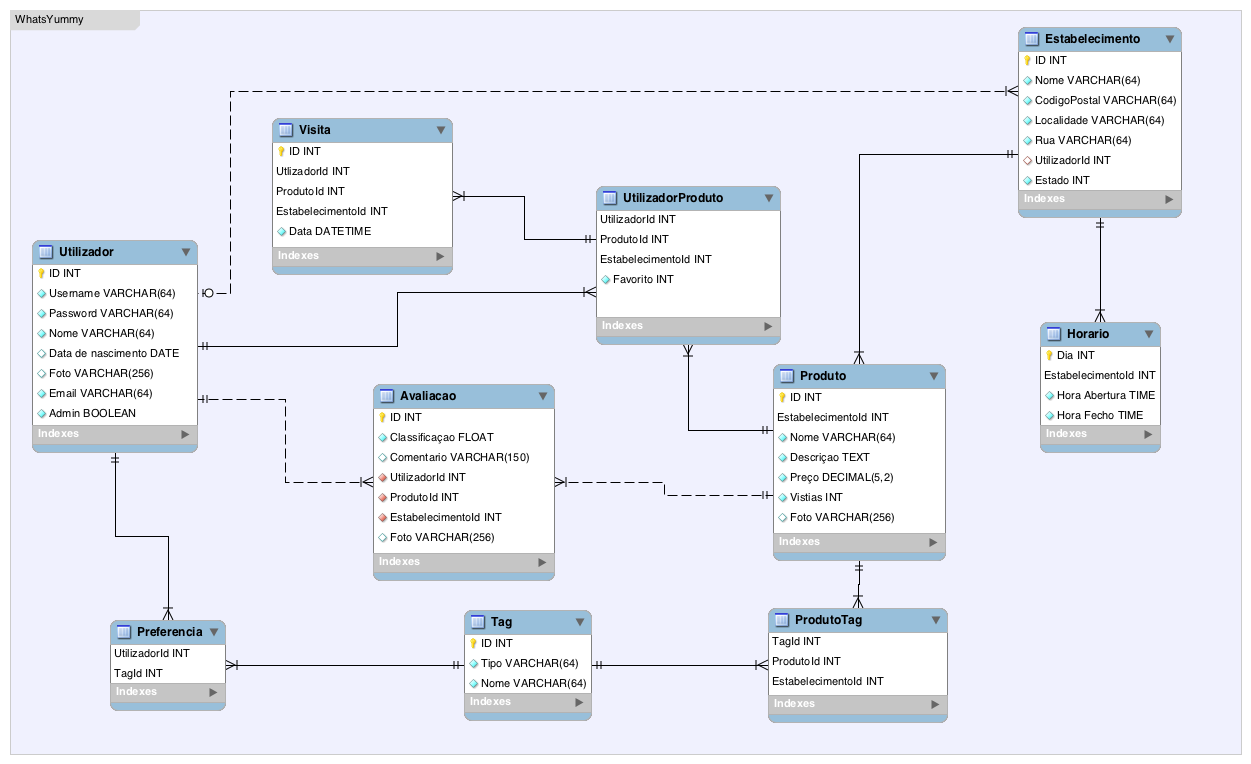 WhatsYummy
Estabelecimento
ID INT
Nome VARCHAR(64)
CodigoPostal VARCHAR(64)
Localidade VARCHAR(64)
Rua VARCHAR(64)
UtilizadorId INT
Estado INT
Indexes
Visita
ID INT
UtlizadorId INT
ProdutoId INT
EstabelecimentoId INT
Data DATETIME
Indexes
UtilizadorProduto
UtilizadorId INT
ProdutoId INT
EstabelecimentoId INT
Favorito INT
Indexes
Utilizador
ID INT
Username VARCHAR(64)
Password VARCHAR(64)
Nome VARCHAR(64)
Data de nascimento DATE
Foto VARCHAR(256)
Email VARCHAR(64)
Admin BOOLEAN
Indexes
Horario
Dia INT
EstabelecimentoId INT
Hora Abertura TIME
Hora Fecho TIME
Indexes
Produto
ID INT
EstabelecimentoId INT
Nome VARCHAR(64)
Descriçao TEXT
Preço DECIMAL(5,2)
Vistias INT
Foto VARCHAR(256)
Indexes
Avaliacao
ID INT
Classificaçao FLOAT
Comentario VARCHAR(150)
UtilizadorId INT
ProdutoId INT
EstabelecimentoId INT
Foto VARCHAR(256)
Indexes
Preferencia
UtilizadorId INT
TagId INT
Indexes
Tag
ID INT
Tipo VARCHAR(64)
Nome VARCHAR(64)
Indexes
ProdutoTag
TagId INT
ProdutoId INT
EstabelecimentoId INT
Indexes